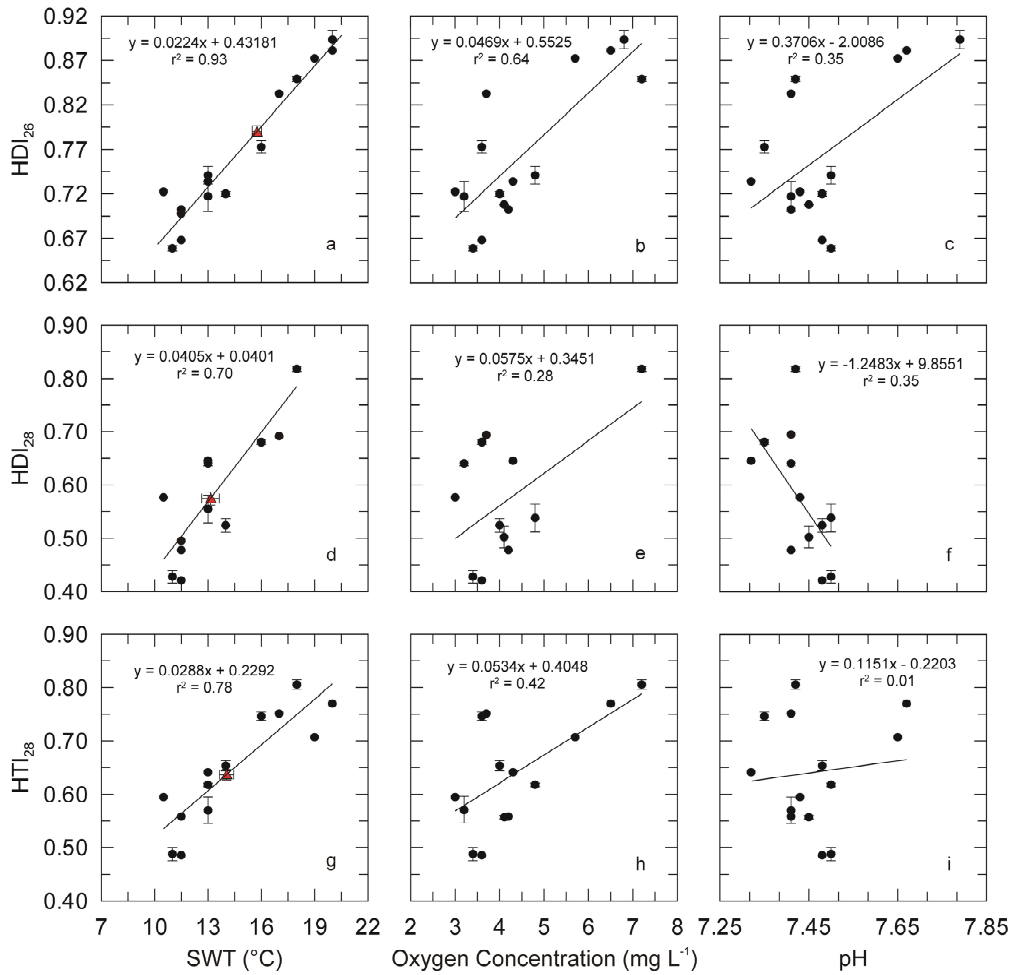 0.92
0.87
0.82
0.77
0.72
0.67
0.62
HDI26
y = 0.0224x + 0.43181
r² = 0.93
a
y = 0.0469x + 0.5525
r² = 0.64
b
y = 0.3706x - 2.0086
r² = 0.35
c
0.90
0.80
0.70
0.60
0.50
0.40
HDI28
y = 0.0405x + 0.0401
r² = 0.70
d
y = 0.0575x + 0.3451
r² = 0.28
e
y = -1.2483x + 9.8551
r² = 0.35
f
0.90
0.80
0.70
0.60
0.50
0.40
HTI28
y = 0.0288x + 0.2292
r² = 0.78
g
y = 0.0534x + 0.4048
r² = 0.42
h
y = 0.1151x - 0.2203
r² = 0.01
i
7 10 13 16 19 22
2 3 4 5 6 7 8
7.25 7.45 7.65 7.85
SWT (°C)
Oxygen Concentration (mg L⁻¹)
pH